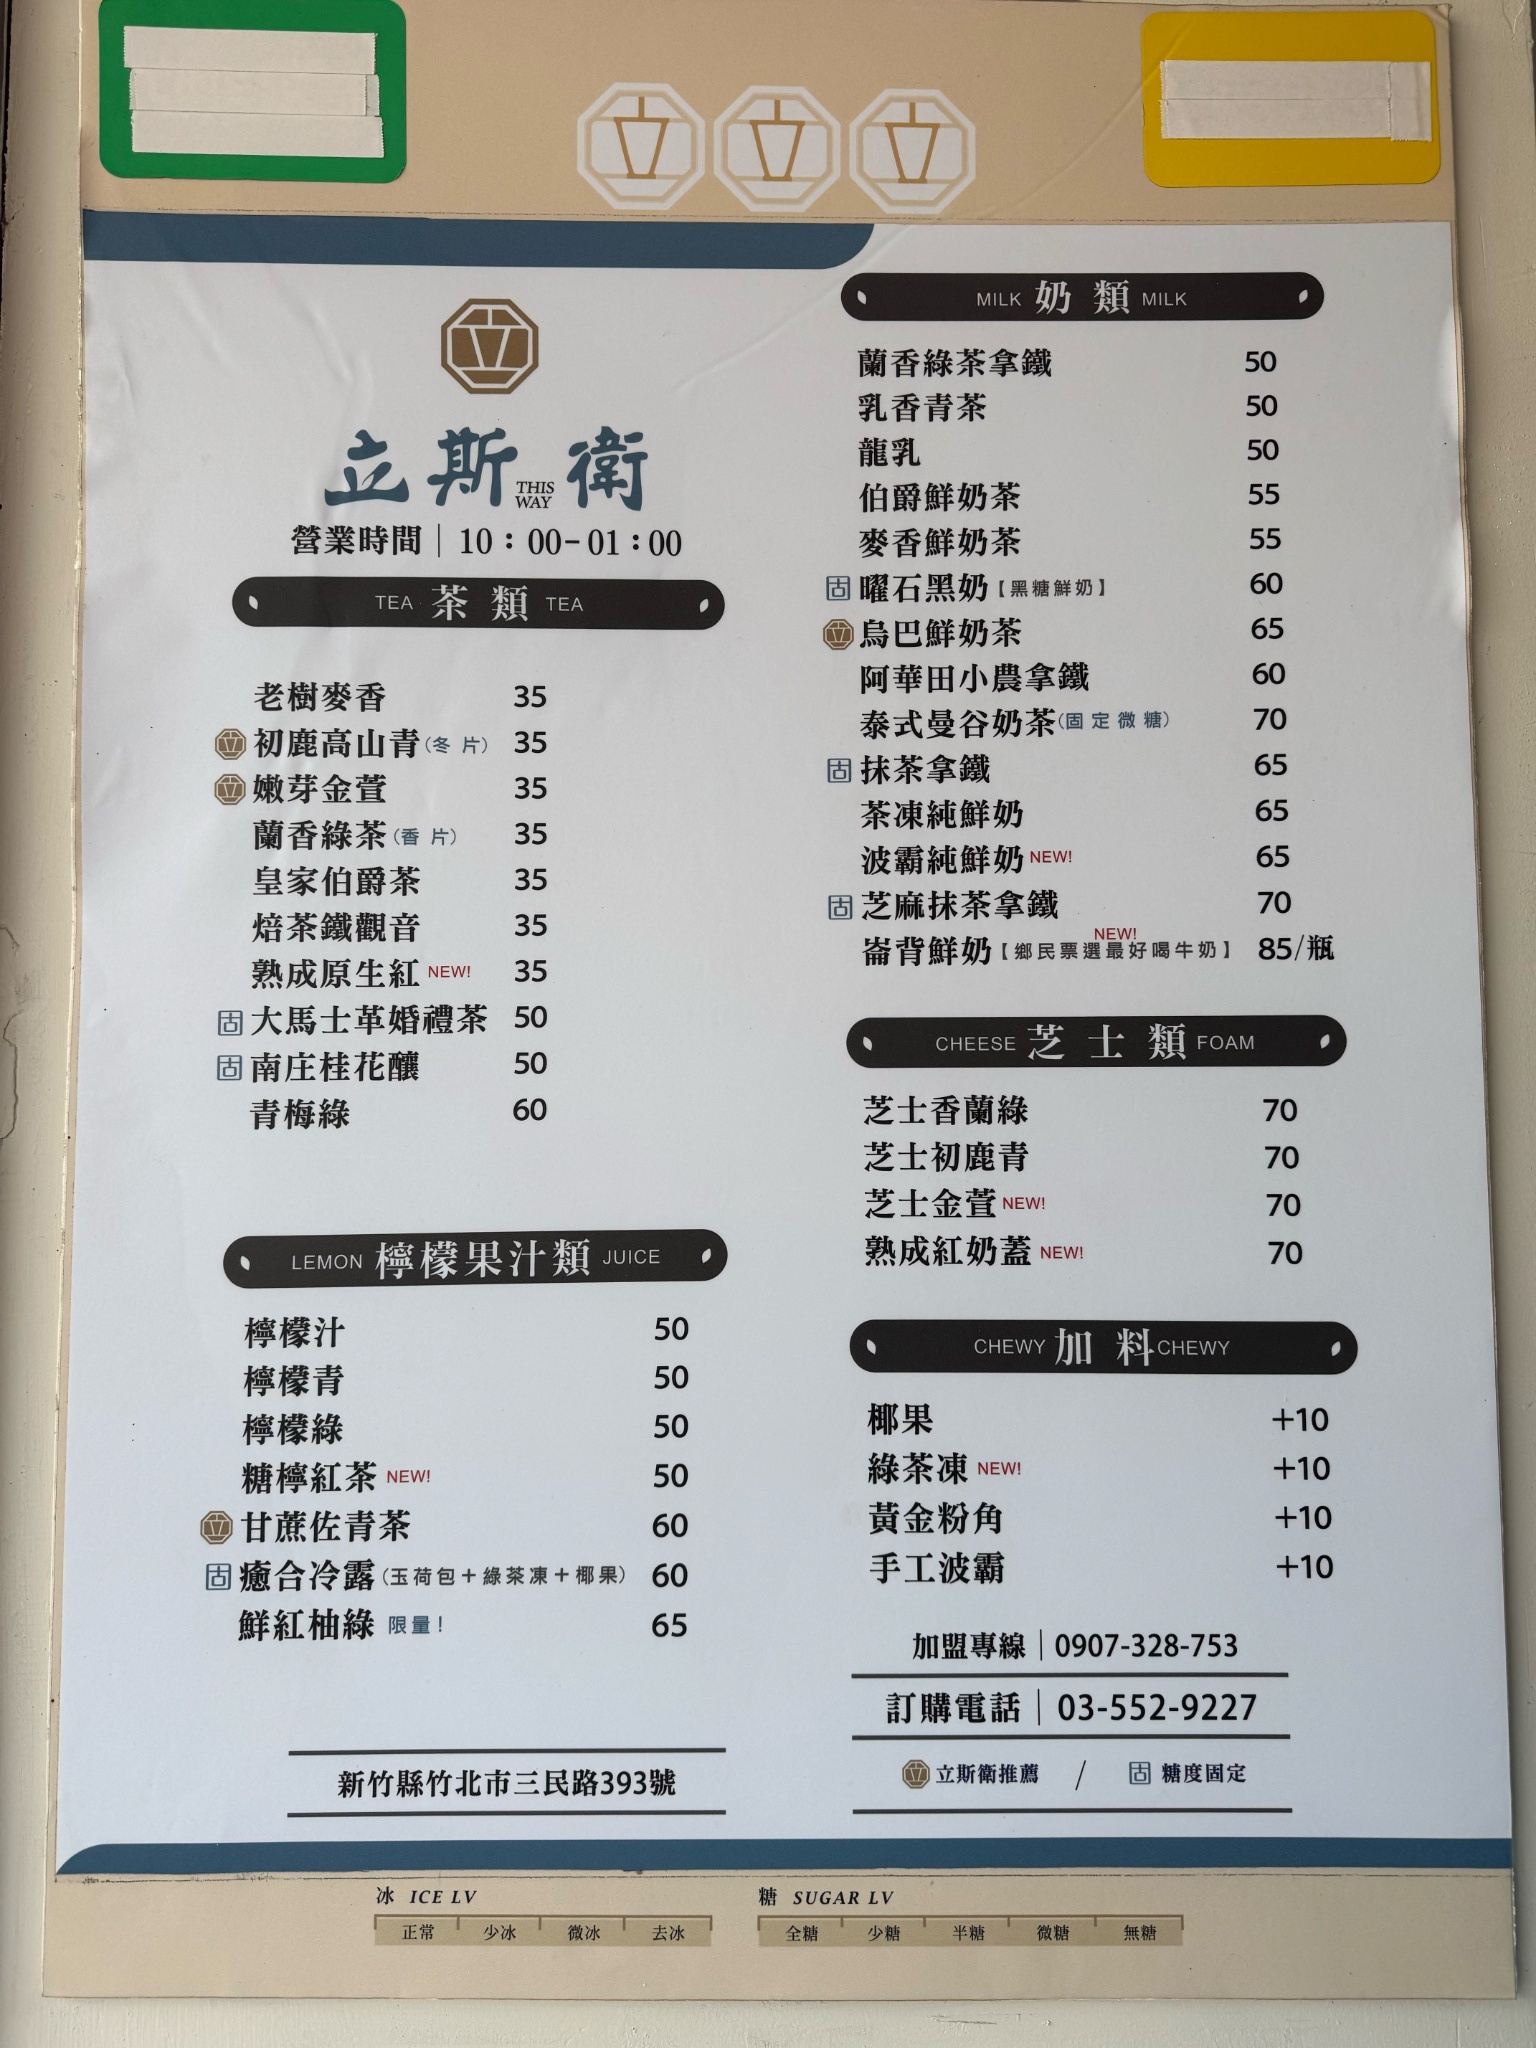 立斯衛
THIS WAY
營業時間｜10：00-01：00
TEA 茶類 TEA
老樹麥香 35
初鹿高山青(冬片) 35
嫩芽金萱 35
蘭香綠茶(香片) 35
皇家伯爵茶 35
焙茶鐵觀音 35
熟成原生紅 NEW! 35
固 大馬士革婚禮茶 50
固 南庄桂花釀 50
青梅綠 60
LEMON 檸檬果汁類 JUICE
檸檬汁 50
檸檬青 50
檸檬綠 50
糖檸紅茶 NEW! 50
甘蔗佐青茶 60
固 癒合冷露(玉荷包+綠茶凍+椰果) 60
鮮紅柚綠 限量! 65
新竹縣竹北市三民路393號
MILK 奶類 MILK
蘭香綠茶拿鐵 50
乳香青茶 50
龍乳 50
伯爵鮮奶茶 55
麥香鮮奶茶 55
固 曜石黑奶【黑糖鮮奶】 60
烏巴鮮奶茶 65
阿華田小農拿鐵 60
泰式曼谷奶茶(固定微糖) 70
固 抹茶拿鐵 65
茶凍純鮮奶 65
波霸純鮮奶 NEW! 65
固 芝麻抹茶拿鐵 70
NEW!
崙背鮮奶【鄉民票選最好喝牛奶】 85/瓶
CHEESE 芝士類 FOAM
芝士香蘭綠 70
芝士初鹿青 70
芝士金萱 NEW! 70
熟成紅奶蓋 NEW! 70
CHEWY 加料 CHEWY
椰果 +10
綠茶凍 NEW! +10
黃金粉角 +10
手工波霸 +10
加盟專線｜0907-328-753
訂購電話｜03-552-9227
立斯衛推薦 / 固 糖度固定
冰 ICE LV
正常 少冰 微冰 去冰
糖 SUGAR LV
全糖 少糖 半糖 微糖 無糖